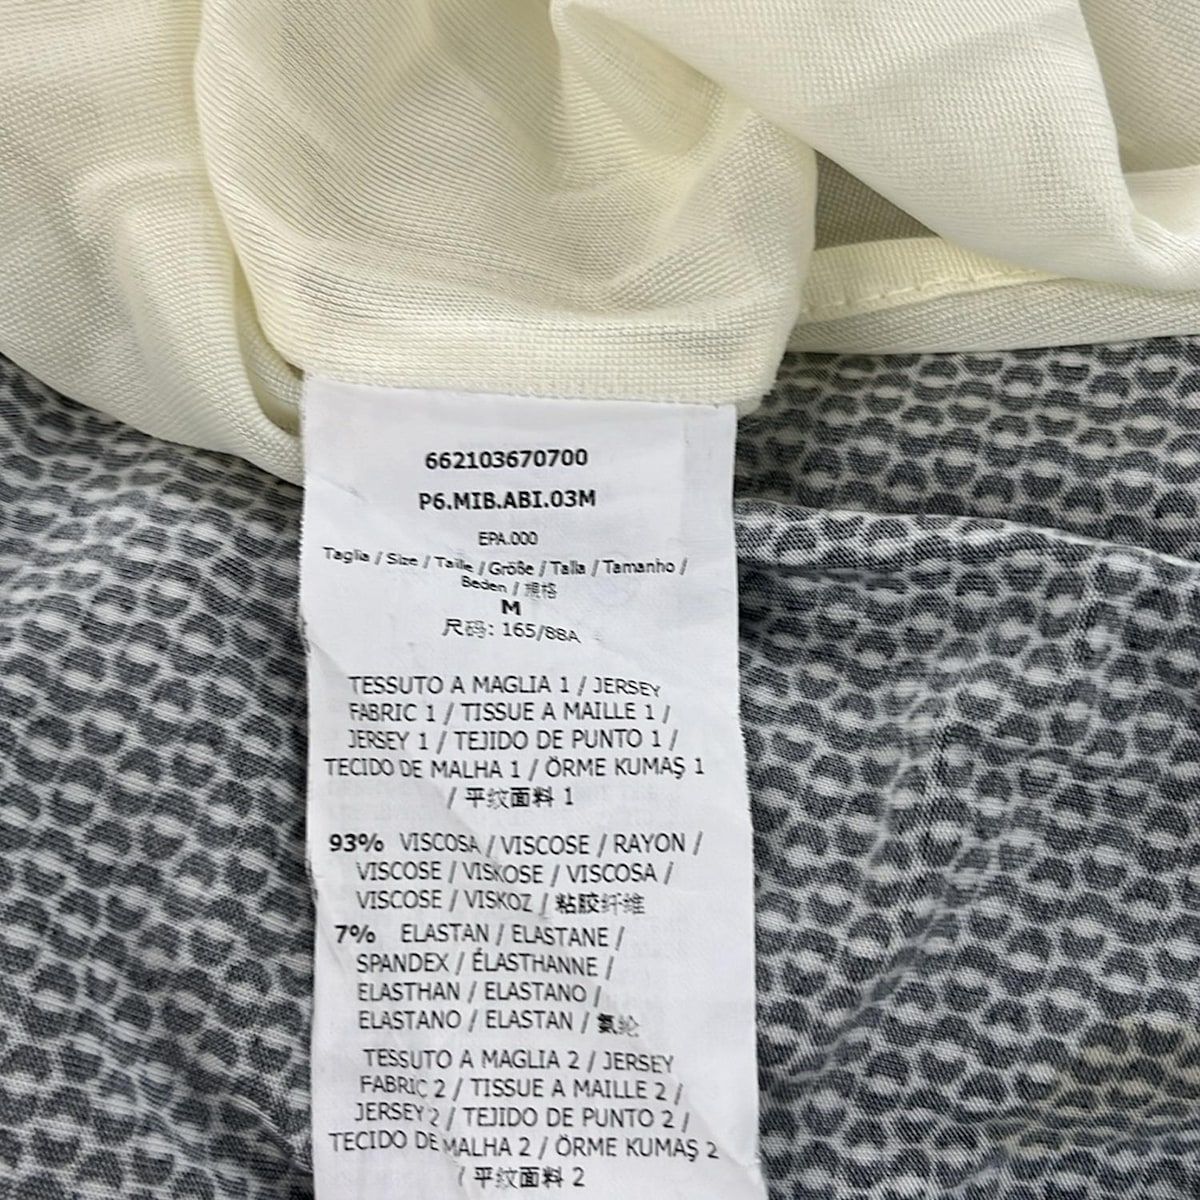 662103670700
P6.MIB.ABI.03M
EPA.000
Taglia / Size / Taille / Größe / Talla / Tamanho /
Beden / 規格
M
尺码: 165/88A
TESSUTO A MAGLIA 1 / JERSEY
FABRIC 1 / TISSUE A MAILLE 1 /
JERSEY 1 / TEJIDO DE PUNTO 1 /
TECIDO DE MALHA 1 / ÖRME KUMAŞ 1
/ 平纹面料 1
93% VISCOSA / VISCOSE / RAYON /
VISCOSE / VISKOSE / VISCOSA /
VISCOSE / VISKOZ / 粘胶纤维
7% ELASTAN / ELASTANE /
SPANDEX / ÉLASTHANNE /
ELASTHAN / ELASTANO /
ELASTANO / ELASTAN / 氨纶
TESSUTO A MAGLIA 2 / JERSEY
FABRIC 2 / TISSUE A MAILLE 2 /
JERSEY 2 / TEJIDO DE PUNTO 2 /
TECIDO DE MALHA 2 / ÖRME KUMAŞ 2
/ 平纹面料 2